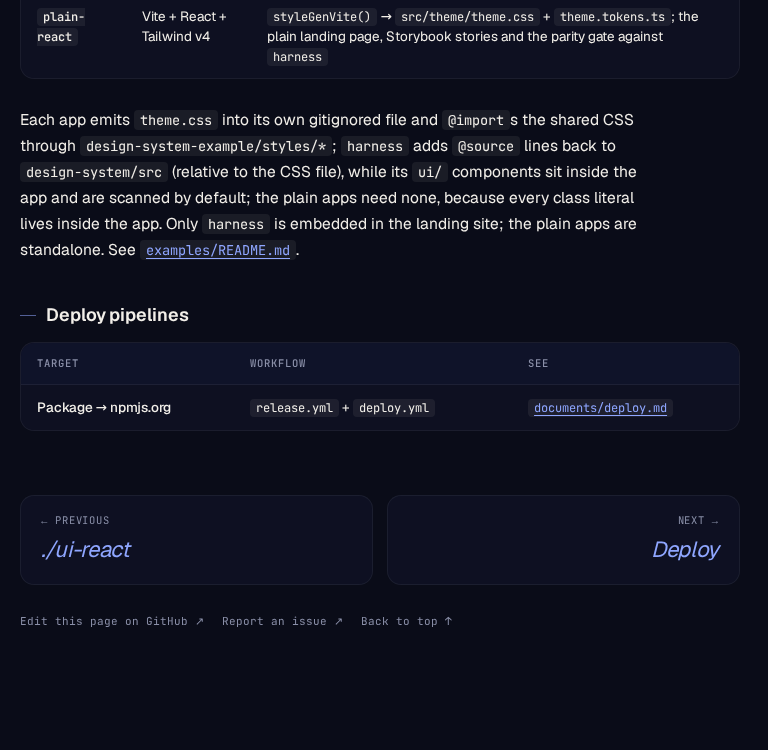 plain-react
Vite + React + Tailwind v4
styleGenVite() → src/theme/theme.css + theme.tokens.ts; the plain landing page, Storybook stories and the parity gate against harness
Each app emits theme.css into its own gitignored file and @imports the shared CSS
through design-system-example/styles/*; harness adds @source lines back to
design-system/src (relative to the CSS file), while its ui/ components sit inside the
app and are scanned by default; the plain apps need none, because every class literal
lives inside the app. Only harness is embedded in the landing site; the plain apps are
standalone. See examples/README.md.
— Deploy pipelines
TARGET WORKFLOW SEE
Package → npmjs.org release.yml + deploy.yml documents/deploy.md
← PREVIOUS
./ui-react
NEXT →
Deploy
Edit this page on GitHub ↗ Report an issue ↗ Back to top ↑